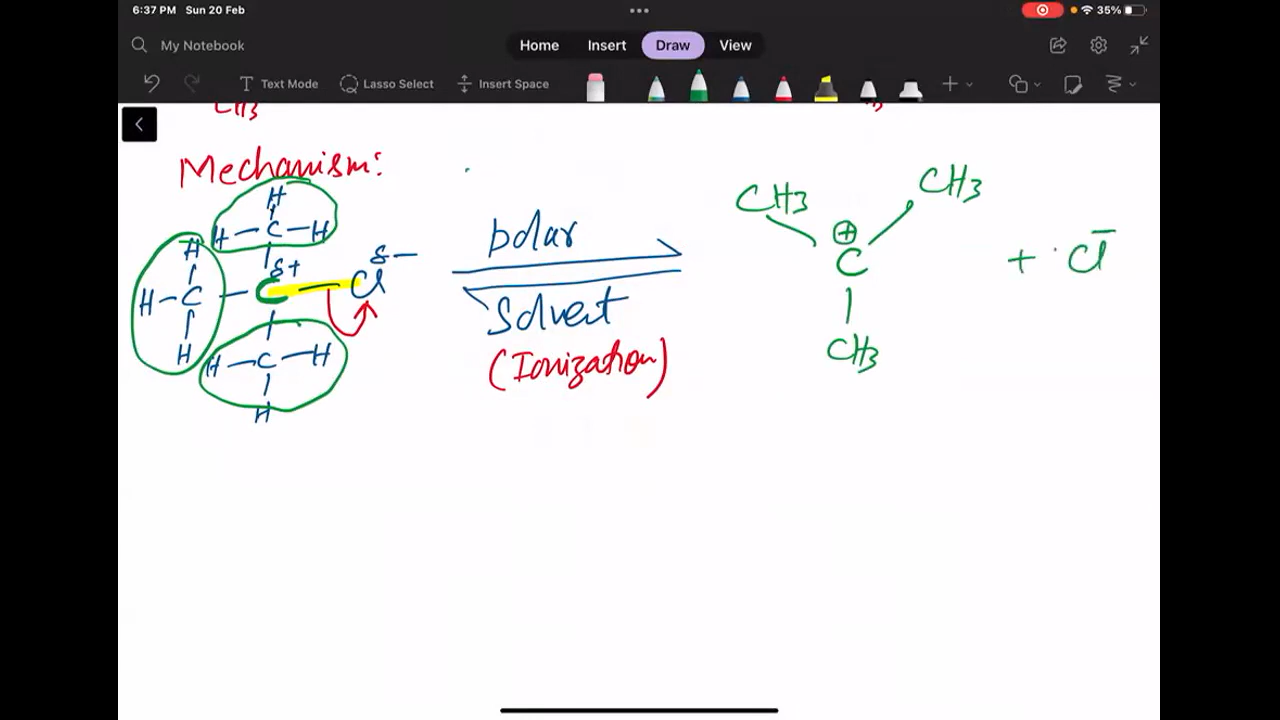 6:37 PM Sun 20 Feb
35%
My Notebook
Home Insert Draw View
Text Mode Lasso Select Insert Space
CH3
Mechanism:
H
H–C–H
H
δ+ δ–
H–C–C–Cl
H
H–C–H
H
polar
Solvent
(Ionization)
CH3 CH3
⊕
C + Cl⁻
CH3